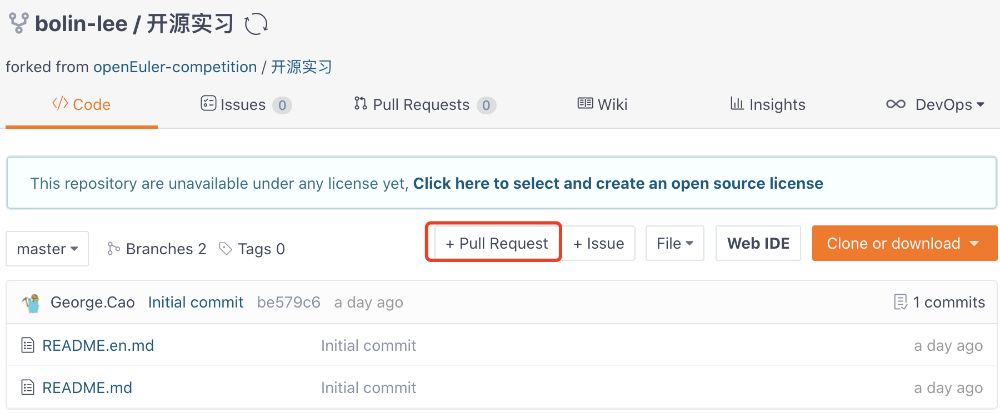 bolin-lee / 开源实习
forked from openEuler-competition / 开源实习
Code Issues 0 Pull Requests 0 Wiki Insights DevOps
This repository are unavailable under any license yet, Click here to select and create an open source license
master Branches 2 Tags 0 + Pull Request + Issue File Web IDE Clone or download
George.Cao Initial commit be579c6 a day ago 1 commits
README.en.md Initial commit a day ago
README.md Initial commit a day ago